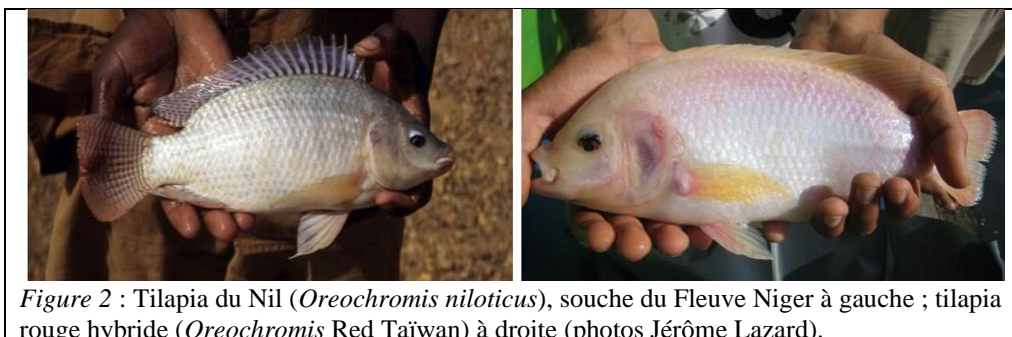 Figure 2 : Tilapia du Nil (Oreochromis niloticus), souche du Fleuve Niger à gauche ; tilapia
rouge hybride (Oreochromis Red Taïwan) à droite (photos Jérôme Lazard).